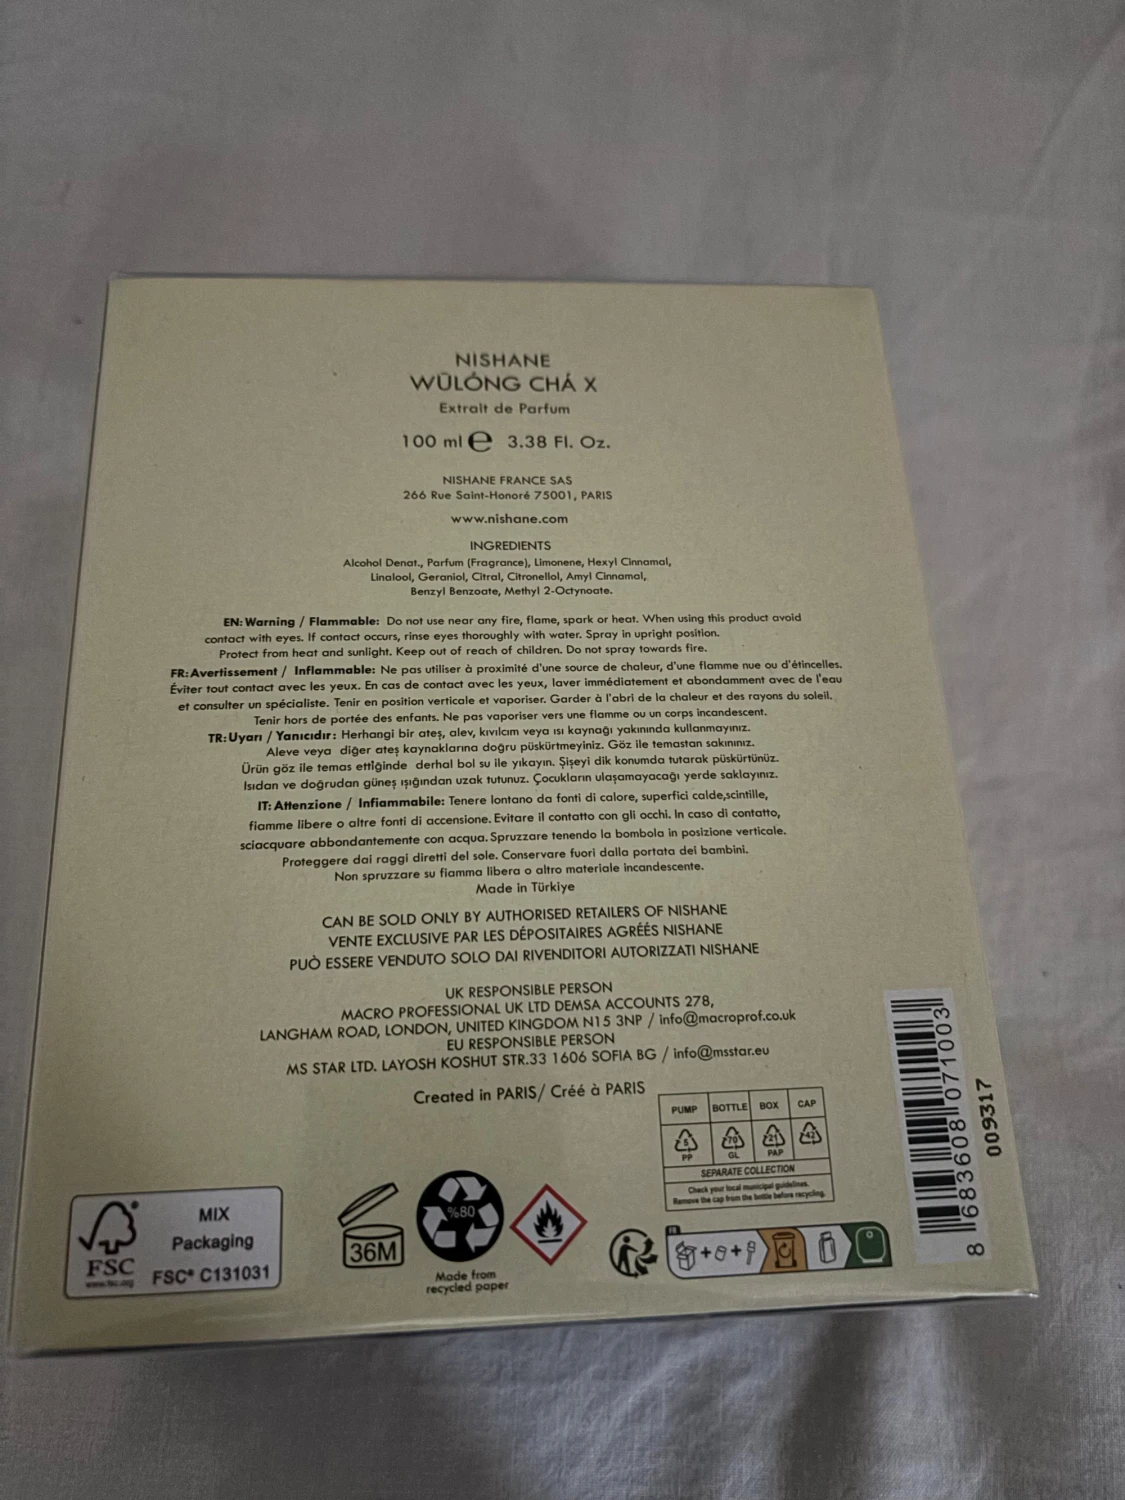 NISHANE
WŪLÓNG CHÁ X
Extrait de Parfum
100 ml ℮ 3.38 Fl. Oz.
NISHANE FRANCE SAS
266 Rue Saint-Honoré 75001, PARIS
www.nishane.com
INGREDIENTS
Alcohol Denat., Parfum (Fragrance), Limonene, Hexyl Cinnamal,
Linalool, Geraniol, Citral, Citronellol, Amyl Cinnamal,
Benzyl Benzoate, Methyl 2-Octynoate.
EN: Warning / Flammable: Do not use near any fire, flame, spark or heat. When using this product avoid
contact with eyes. If contact occurs, rinse eyes thoroughly with water. Spray in upright position.
Protect from heat and sunlight. Keep out of reach of children. Do not spray towards fire.
FR: Avertissement / Inflammable: Ne pas utiliser à proximité d'une source de chaleur, d'une flamme nue ou d'étincelles.
Éviter tout contact avec les yeux. En cas de contact avec les yeux, laver immédiatement et abondamment avec de l'eau
et consulter un spécialiste. Tenir en position verticale et vaporiser. Garder à l'abri de la chaleur et des rayons du soleil.
Tenir hors de portée des enfants. Ne pas vaporiser vers une flamme ou un corps incandescent.
TR: Uyarı / Yanıcıdır: Herhangi bir ateş, alev, kıvılcım veya ısı kaynağı yakınında kullanmayınız.
Aleve veya diğer ateş kaynaklarına doğru püskürtmeyiniz. Göz ile temastan sakınınız.
Ürün göz ile temas ettiğinde derhal bol su ile yıkayın. Şişeyi dik konumda tutarak püskürtünüz.
Isıdan ve doğrudan güneş ışığından uzak tutunuz. Çocukların ulaşamayacağı yerde saklayınız.
IT: Attenzione / Infiammabile: Tenere lontano da fonti di calore, superfici calde,scintille,
fiamme libere o altre fonti di accensione. Evitare il contatto con gli occhi. In caso di contatto,
sciacquare abbondantemente con acqua. Spruzzare tenendo la bombola in posizione verticale.
Proteggere dai raggi diretti del sole. Conservare fuori dalla portata dei bambini.
Non spruzzare su fiamma libera o altro materiale incandescente.
Made in Türkiye
CAN BE SOLD ONLY BY AUTHORISED RETAILERS OF NISHANE
VENTE EXCLUSIVE PAR LES DÉPOSITAIRES AGRÉÉS NISHANE
PUÒ ESSERE VENDUTO SOLO DAI RIVENDITORI AUTORIZZATI NISHANE
UK RESPONSIBLE PERSON
MACRO PROFESSIONAL UK LTD DEMSA ACCOUNTS 278,
LANGHAM ROAD, LONDON, UNITED KINGDOM N15 3NP / info@macroprof.co.uk
EU RESPONSIBLE PERSON
MS STAR LTD. LAYOSH KOSHUT STR.33 1606 SOFIA BG / info@msstar.eu
Created in PARIS/ Créé à PARIS
PUMP BOTTLE BOX CAP
5 70 21 42
PP GL PAP
SEPARATE COLLECTION
Check your local municipal guidelines.
Remove the cap from the bottle before recycling.
8 683608 071003
009317
FSC
www.fsc.org
MIX
Packaging
FSC® C131031
36M
%80
Made from
recycled paper
FR
+ +